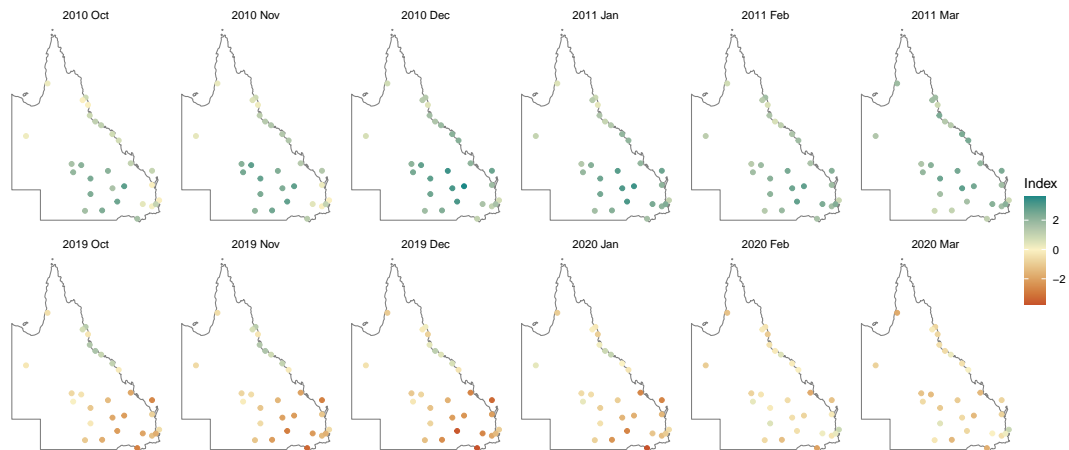 2010 Oct
2010 Nov
2010 Dec
2011 Jan
2011 Feb
2011 Mar
Index
2
0
−2
2019 Oct
2019 Nov
2019 Dec
2020 Jan
2020 Feb
2020 Mar